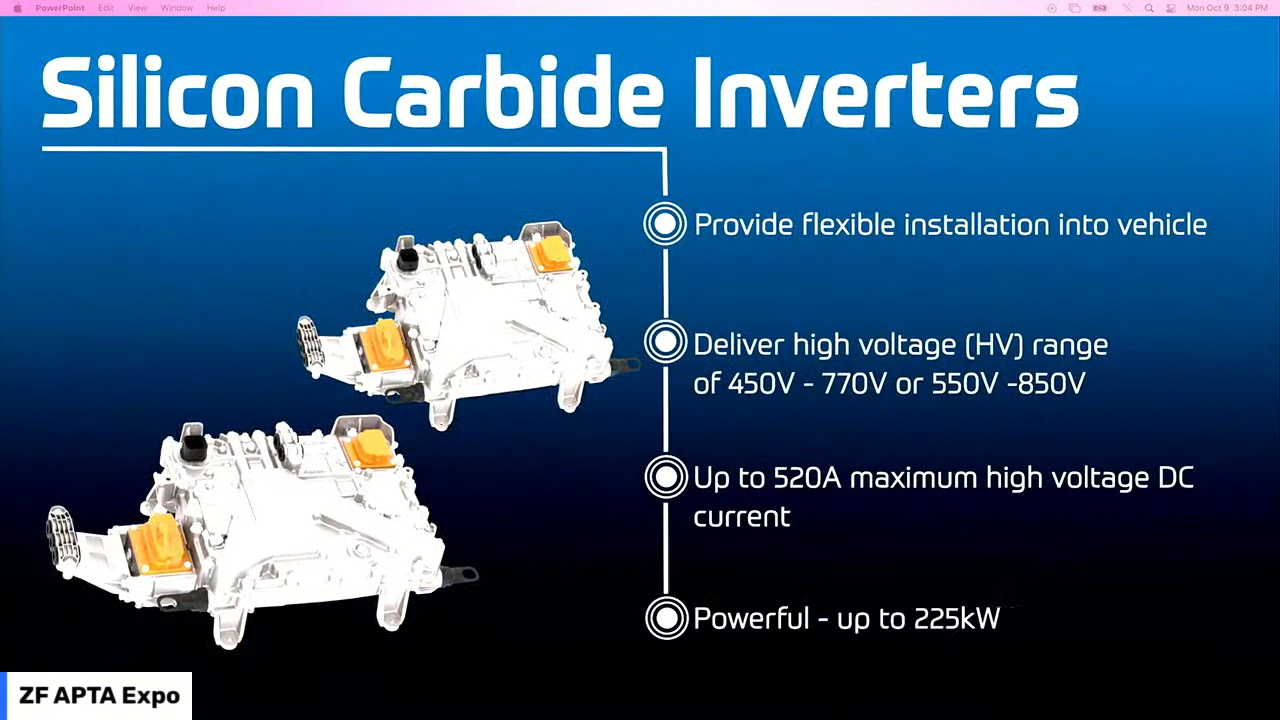 PowerPoint Edit View Window Help
Mon Oct 9 3:04 PM
Silicon Carbide Inverters
Provide flexible installation into vehicle
Deliver high voltage (HV) range
of 450V - 770V or 550V -850V
Up to 520A maximum high voltage DC
current
Powerful - up to 225kW
ZF APTA Expo